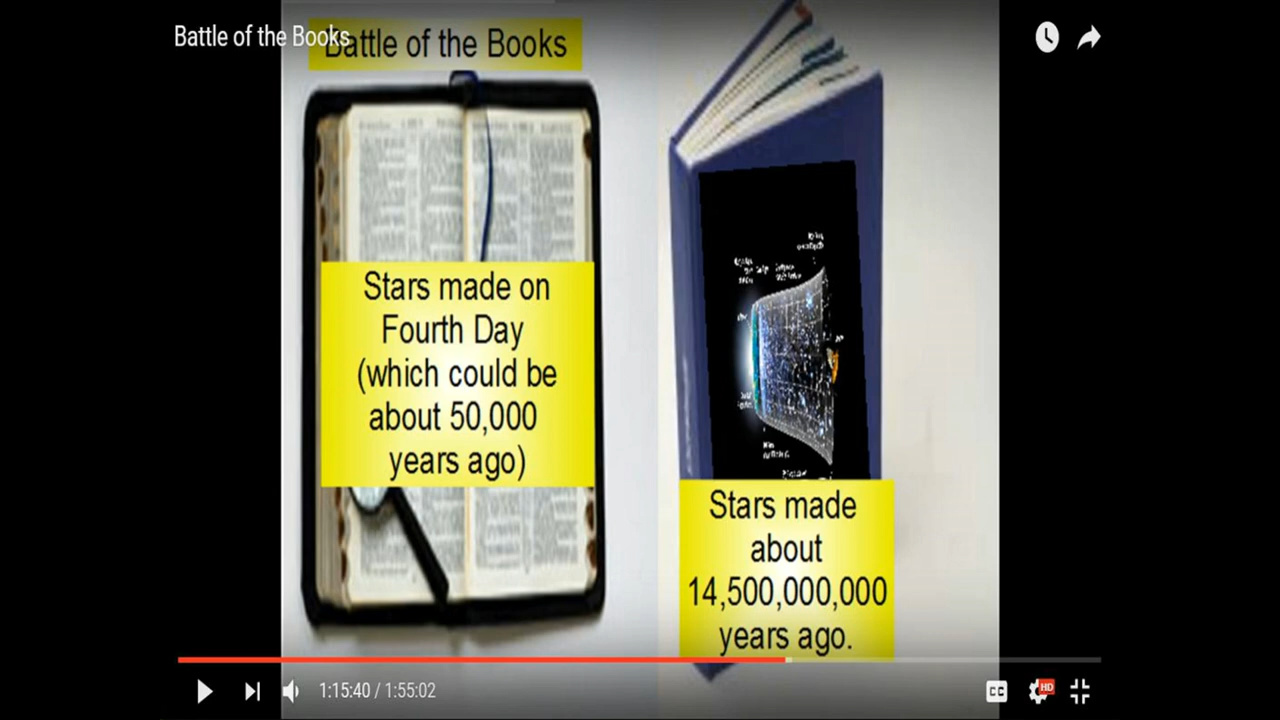 Battle of the Books
Battle of the Books
Stars made on
Fourth Day
(which could be
about 50,000
years ago)
Stars made
about
14,500,000,000
years ago.
1:15:40 / 1:55:02
CC
HD